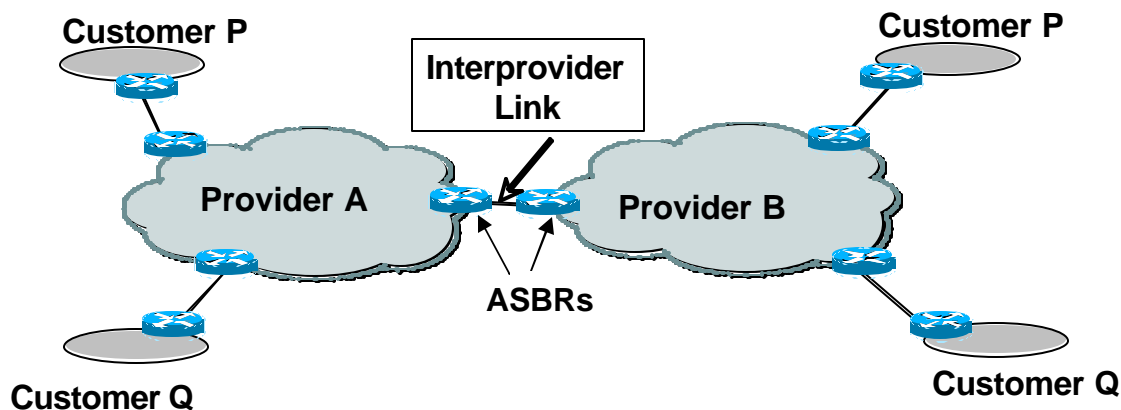 Customer P
Customer P
Interprovider
Link
Provider A
Provider B
ASBRs
Customer Q
Customer Q